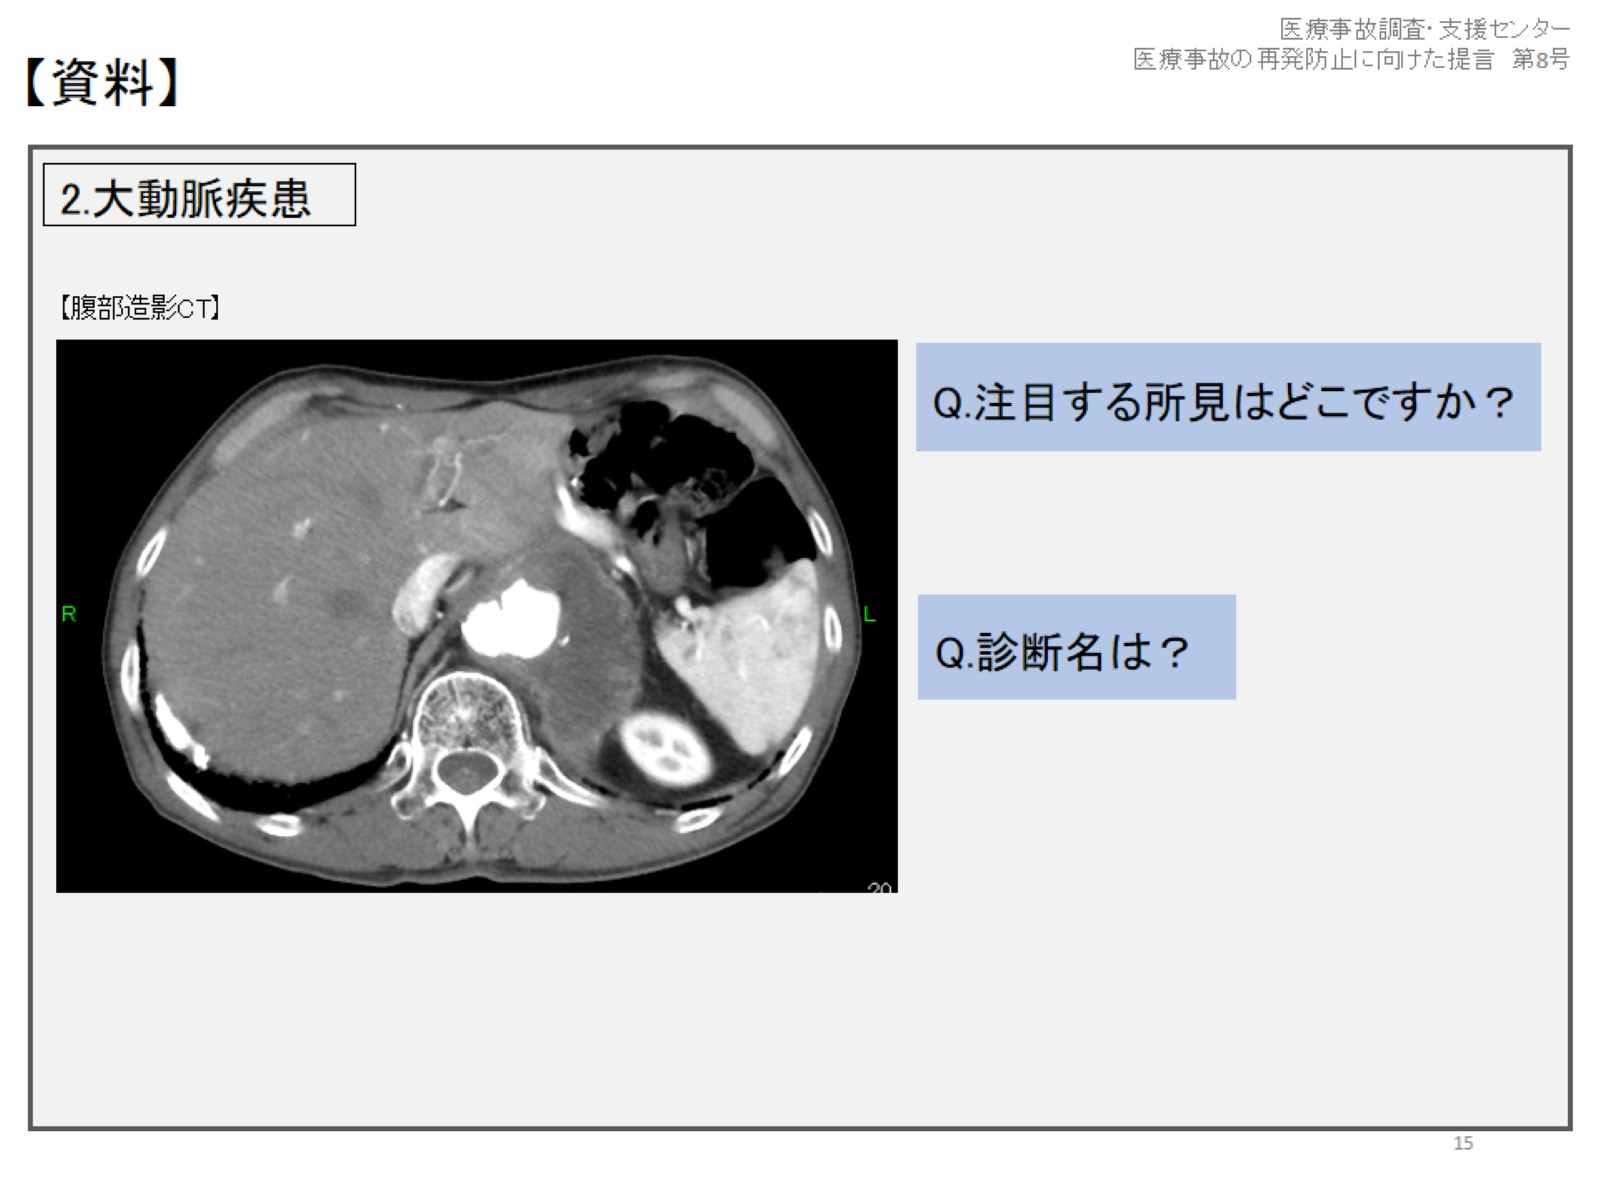 医療事故調査・支援センター
医療事故の再発防止に向けた提言　第8号
【資料】
2.大動脈疾患
【腹部造影CT】
Q.注目する所見はどこですか？
R
L
Q.診断名は？
20
15